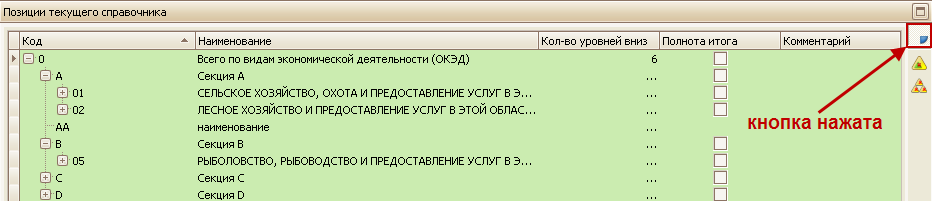 Позиции текущего справочника
Код Наименование Кол-во уровней вниз Полнота итога Комментарий
0 Всего по видам экономической деятельности (ОКЭД) 6
A Секция A ...
01 СЕЛЬСКОЕ ХОЗЯЙСТВО, ОХОТА И ПРЕДОСТАВЛЕНИЕ УСЛУГ В Э... ...
02 ЛЕСНОЕ ХОЗЯЙСТВО И ПРЕДОСТАВЛЕНИЕ УСЛУГ В ЭТОЙ ОБЛАС... ...
AA наименование ...
B Секция B ...
05 РЫБОЛОВСТВО, РЫБОВОДСТВО И ПРЕДОСТАВЛЕНИЕ УСЛУГ В Э... ...
C Секция C ...
D Секция D ...
кнопка нажата